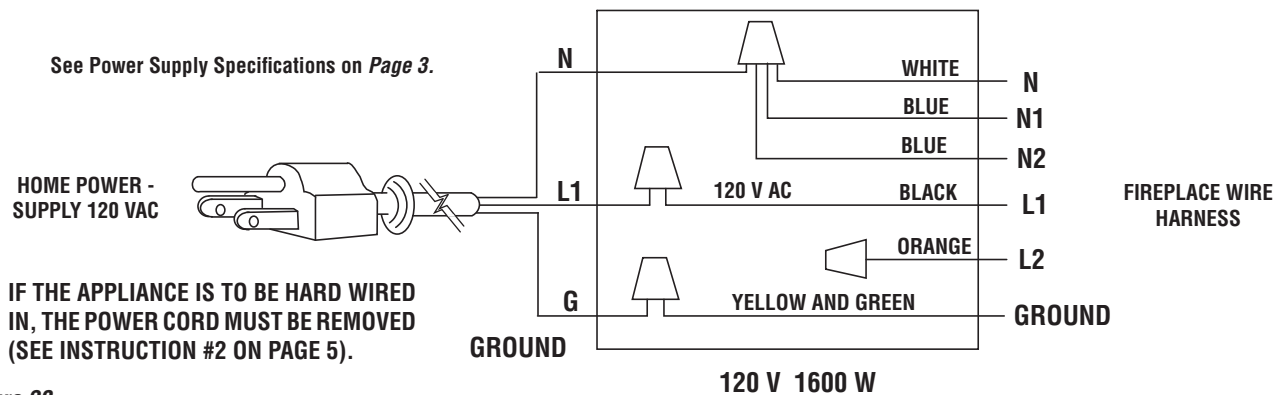 See Power Supply Specifications on Page 3.
N
WHITE
N
BLUE
N1
BLUE
N2
HOME POWER -
SUPPLY 120 VAC
L1
120 V AC
BLACK
L1
FIREPLACE WIRE
HARNESS
ORANGE
L2
IF THE APPLIANCE IS TO BE HARD WIRED
IN, THE POWER CORD MUST BE REMOVED
(SEE INSTRUCTION #2 ON PAGE 5).
G
YELLOW AND GREEN
GROUND
GROUND
120 V 1600 W